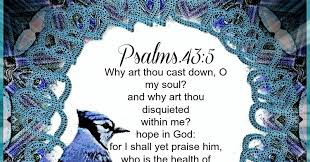 Psalms.43:5
Why art thou cast down, O
my soul?
and why art thou
disquieted
within me?
hope in God:
for I shall yet praise him,
who is the health of